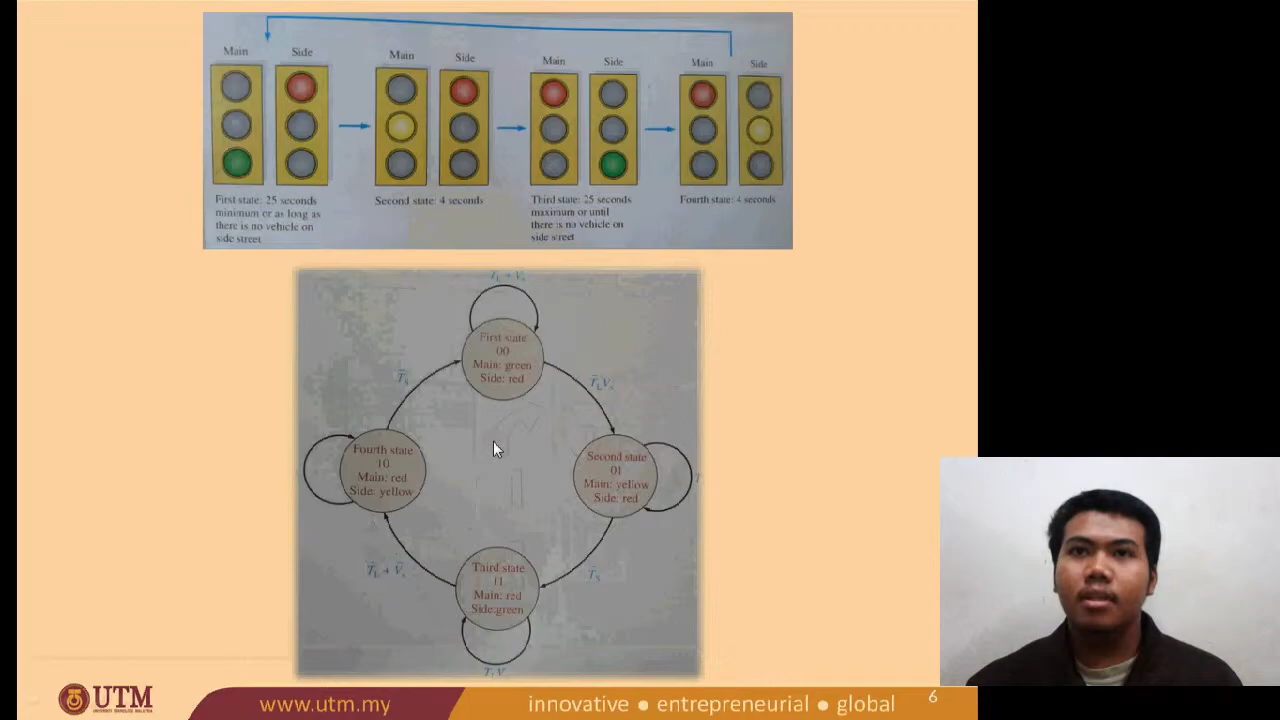 Main
Side
Main
Side
Main
Side
Main
Side
First state: 25 seconds
minimum or as long as
there is no vehicle on
side street
Second state: 4 seconds
Third state: 25 seconds
maximum or until
there is no vehicle on
side street
Fourth state: 4 seconds
First state
00
Main: green
Side: red
T̄LVs
T̄s
Fourth state
10
Main: red
Side: yellow
Second state
01
Main: yellow
Side: red
T̄L + V̄s
T̄S
Third state
11
Main: red
Side:green
UTM
UNIVERSITI TEKNOLOGI MALAYSIA
www.utm.my
innovative ● entrepreneurial ● global
6